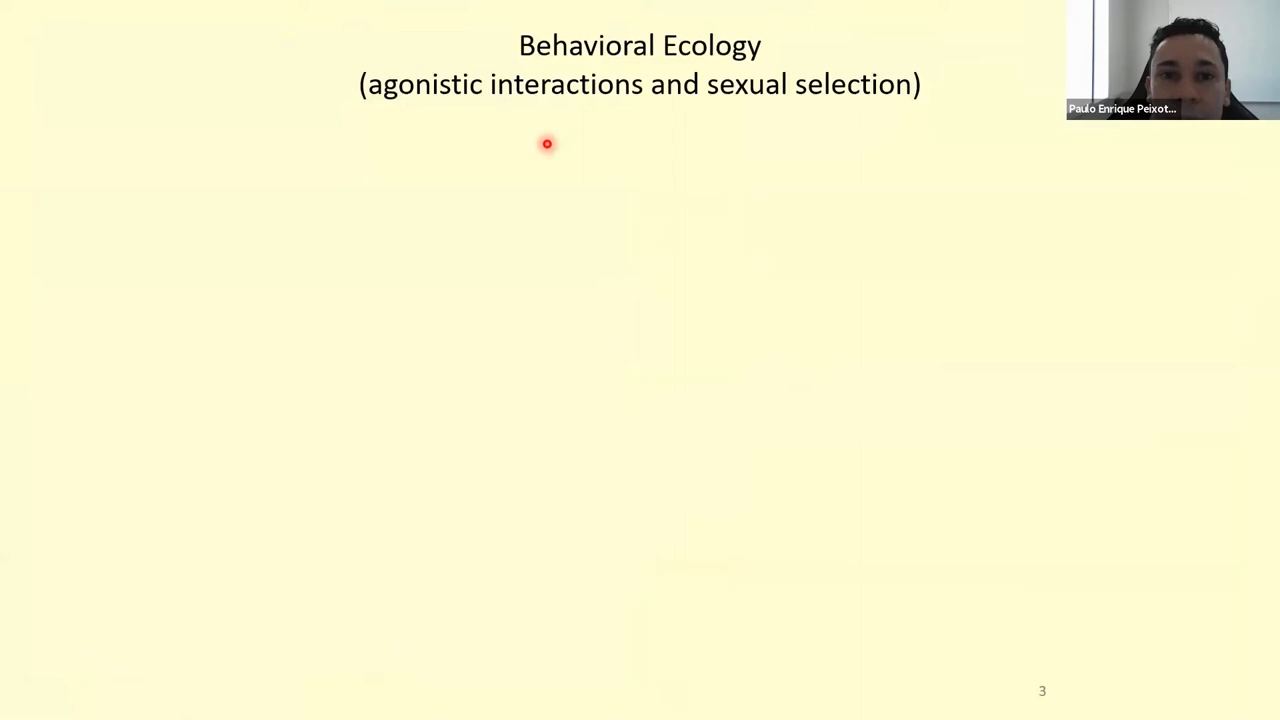 Behavioral Ecology
(agonistic interactions and sexual selection)
Paulo Enrique Peixot...
3